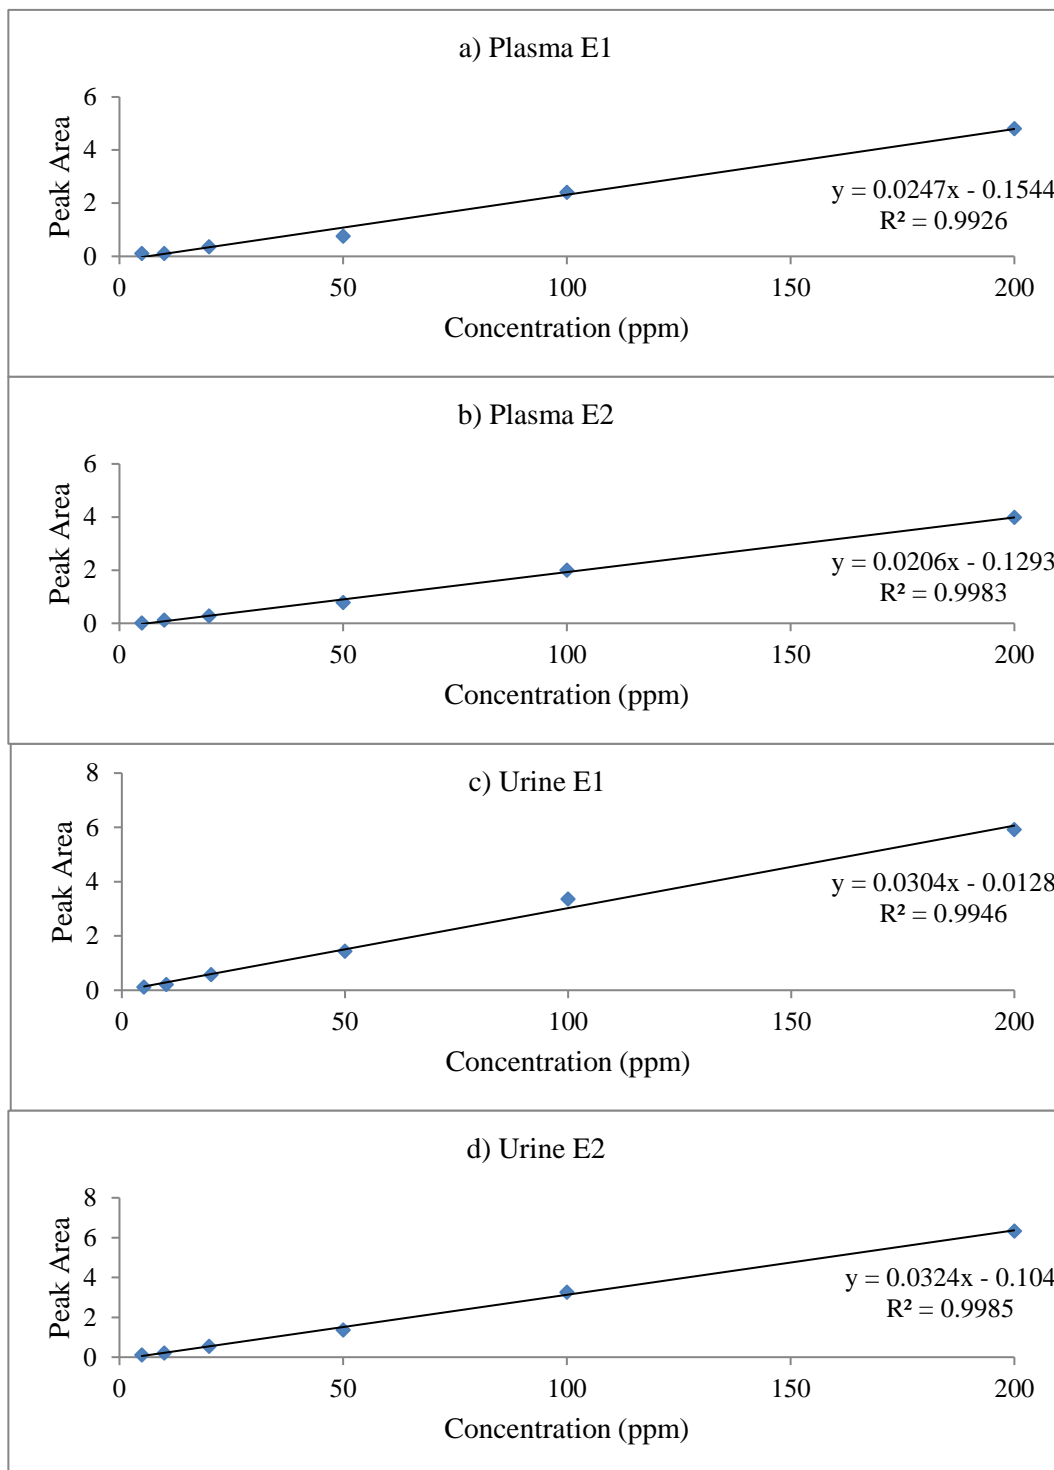 a) Plasma E1
6
4
2
0
0 50 100 150 200
Peak Area
Concentration (ppm)
y = 0.0247x - 0.1544
R² = 0.9926
b) Plasma E2
6
4
2
0
0 50 100 150 200
Peak Area
Concentration (ppm)
y = 0.0206x - 0.1293
R² = 0.9983
c) Urine E1
8
6
4
2
0
0 50 100 150 200
Peak Area
Concentration (ppm)
y = 0.0304x - 0.0128
R² = 0.9946
d) Urine E2
8
6
4
2
0
0 50 100 150 200
Peak Area
Concentration (ppm)
y = 0.0324x - 0.104
R² = 0.9985